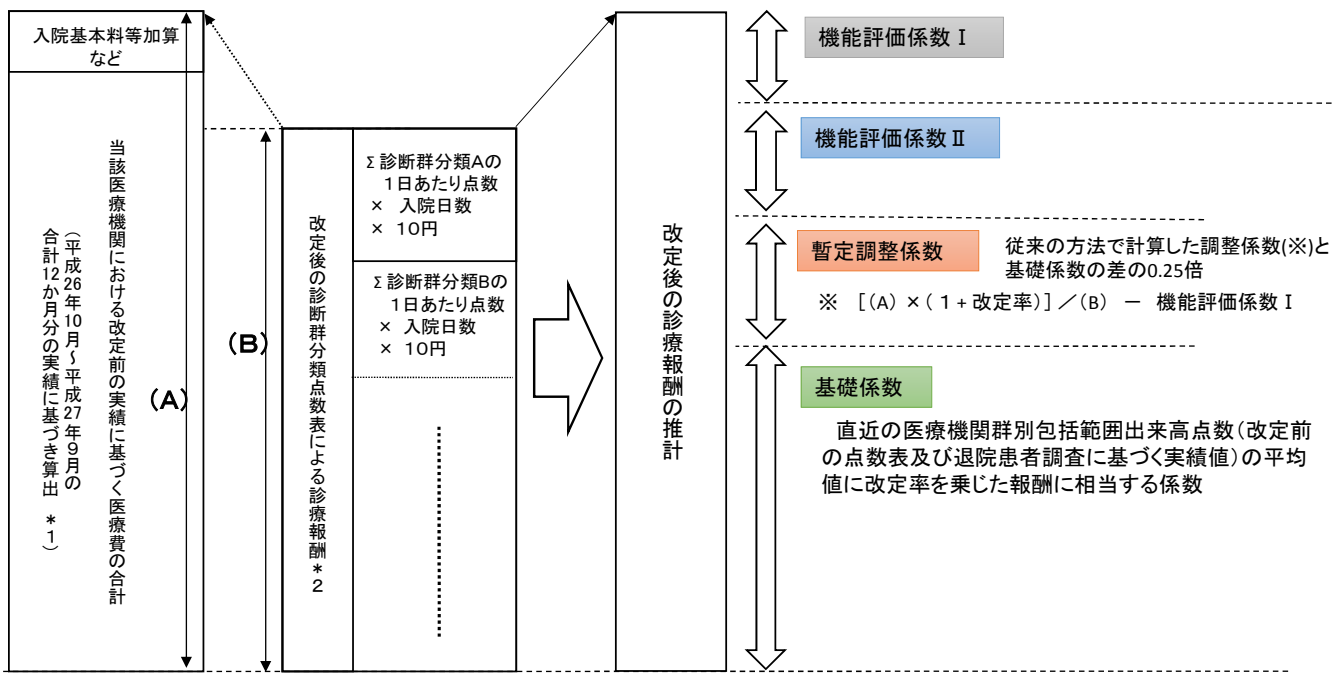 入院基本料等加算
など
当該医療機関における改定前の実績に基づく医療費の合計
(平成26年10月~平成27年9月の
合計12か月分の実績に基づき算出 *1)
(A)
(B)
改定後の診断群分類点数表による診療報酬*2
Σ診断群分類Aの
1日あたり点数
× 入院日数
× 10円
Σ診断群分類Bの
1日あたり点数
× 入院日数
× 10円
改定後の診療報酬の推計
機能評価係数Ⅰ
機能評価係数Ⅱ
暫定調整係数
従来の方法で計算した調整係数(※)と
基礎係数の差の0.25倍
※ [(A)×(1+改定率)]/(B) - 機能評価係数Ⅰ
基礎係数
直近の医療機関群別包括範囲出来高点数(改定前
の点数表及び退院患者調査に基づく実績値)の平均
値に改定率を乗じた報酬に相当する係数